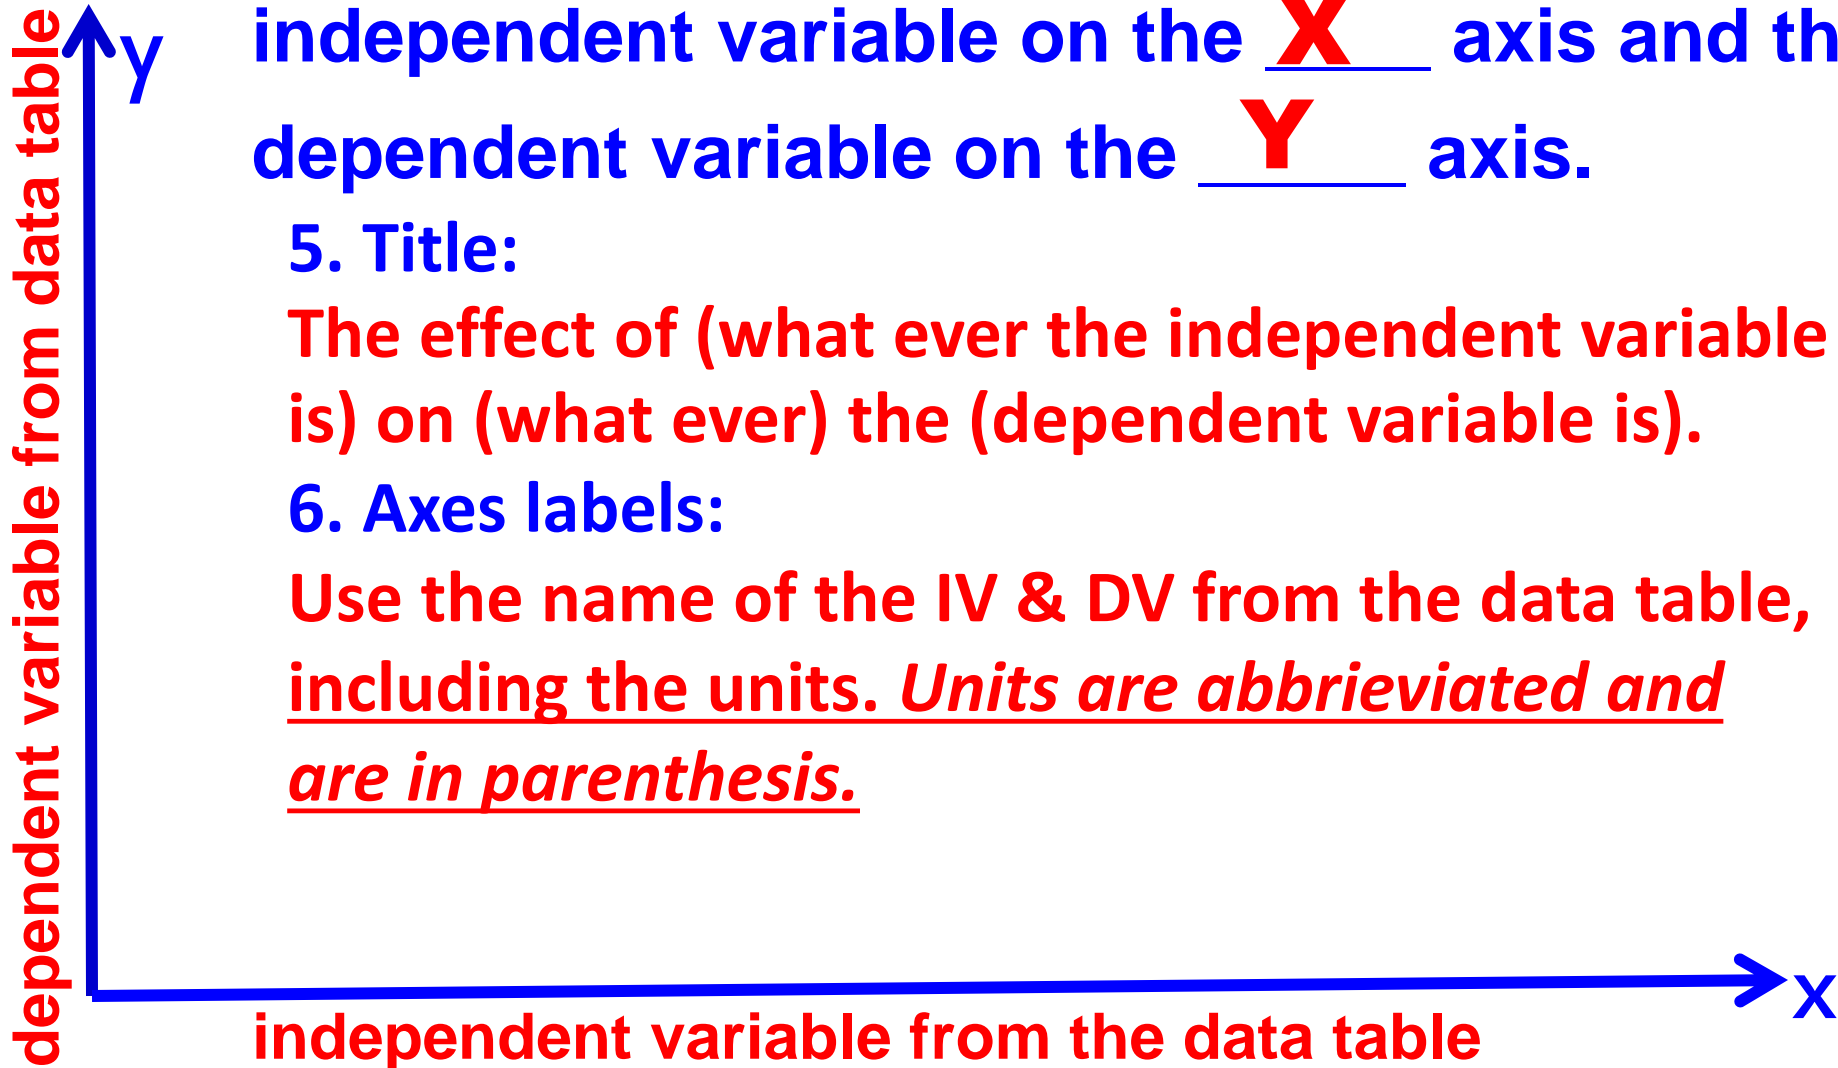 dependent variable from data table
y
independent variable on the X axis and th
dependent variable on the Y axis.
5. Title:
The effect of (what ever the independent variable
is) on (what ever) the (dependent variable is).
6. Axes labels:
Use the name of the IV & DV from the data table,
including the units. Units are abbrieviated and
are in parenthesis.
x
independent variable from the data table